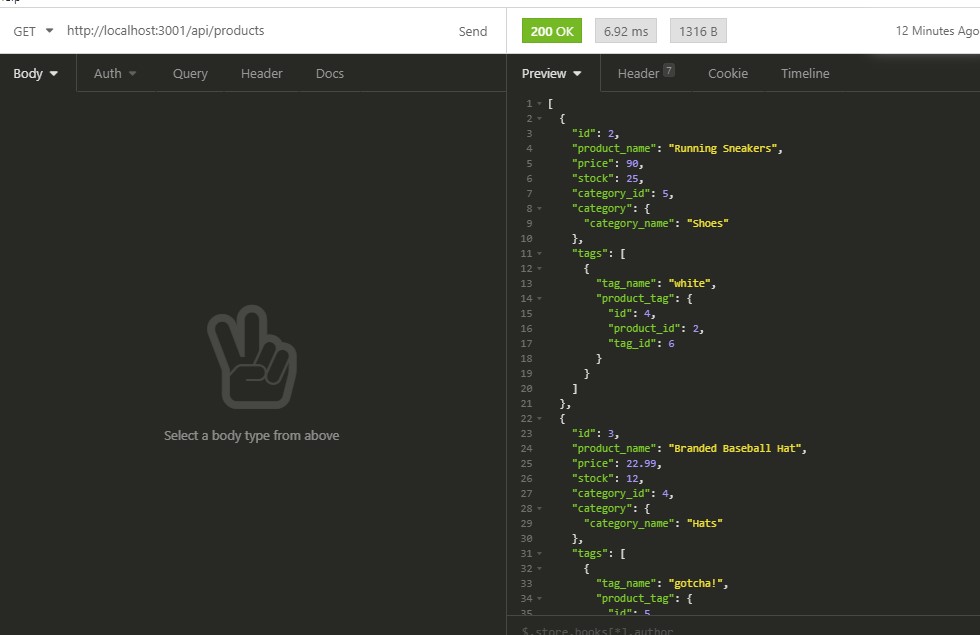 GET http://localhost:3001/api/products Send 200 OK 6.92 ms 1316 B 12 Minutes Ago
Body Auth Query Header Docs Preview Header 7 Cookie Timeline
Select a body type from above
1 [
2 {
3 "id": 2,
4 "product_name": "Running Sneakers",
5 "price": 90,
6 "stock": 25,
7 "category_id": 5,
8 "category": {
9 "category_name": "Shoes"
10 },
11 "tags": [
12 {
13 "tag_name": "white",
14 "product_tag": {
15 "id": 4,
16 "product_id": 2,
17 "tag_id": 6
18 }
19 }
20 ]
21 },
22 {
23 "id": 3,
24 "product_name": "Branded Baseball Hat",
25 "price": 22.99,
26 "stock": 12,
27 "category_id": 4,
28 "category": {
29 "category_name": "Hats"
30 },
31 "tags": [
32 {
33 "tag_name": "gotcha!",
34 "product_tag": {
35 "id": 5
$.store.books[*].author